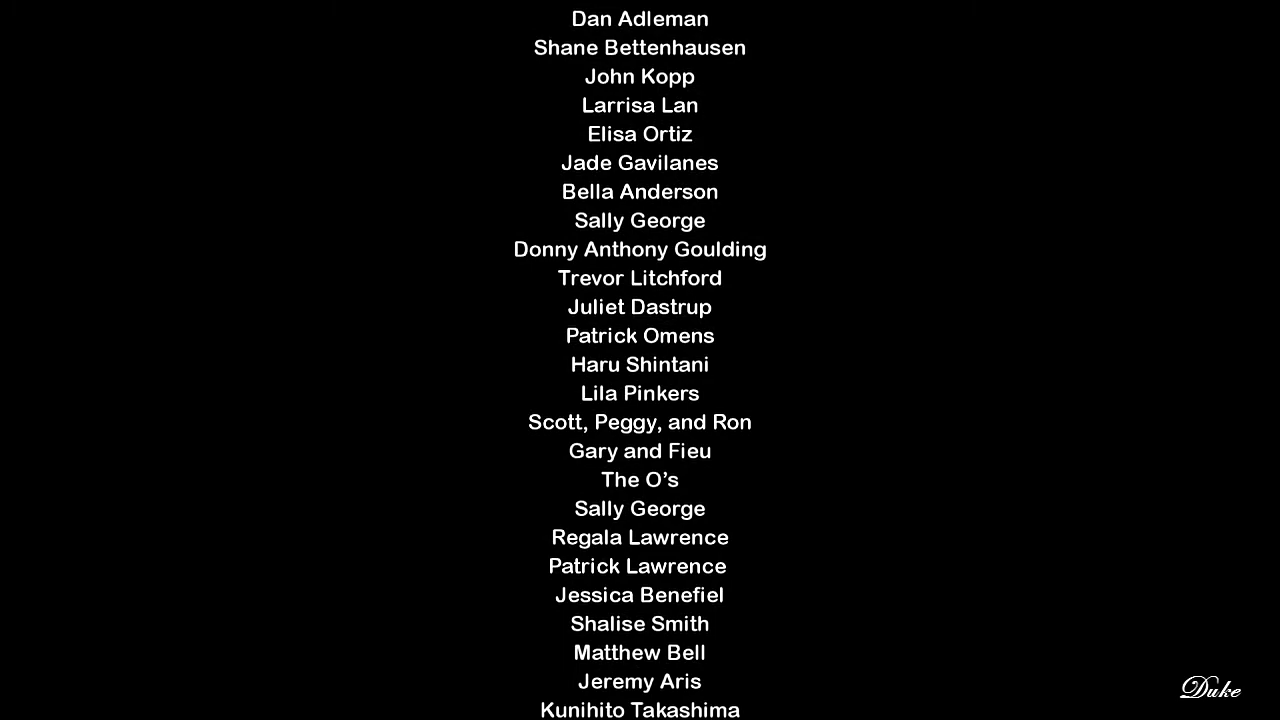 Dan Adleman
Shane Bettenhausen
John Kopp
Larrisa Lan
Elisa Ortiz
Jade Gavilanes
Bella Anderson
Sally George
Donny Anthony Goulding
Trevor Litchford
Juliet Dastrup
Patrick Omens
Haru Shintani
Lila Pinkers
Scott, Peggy, and Ron
Gary and Fieu
The O’s
Sally George
Regala Lawrence
Patrick Lawrence
Jessica Benefiel
Shalise Smith
Matthew Bell
Jeremy Aris
Duke
Kunihito Takashima